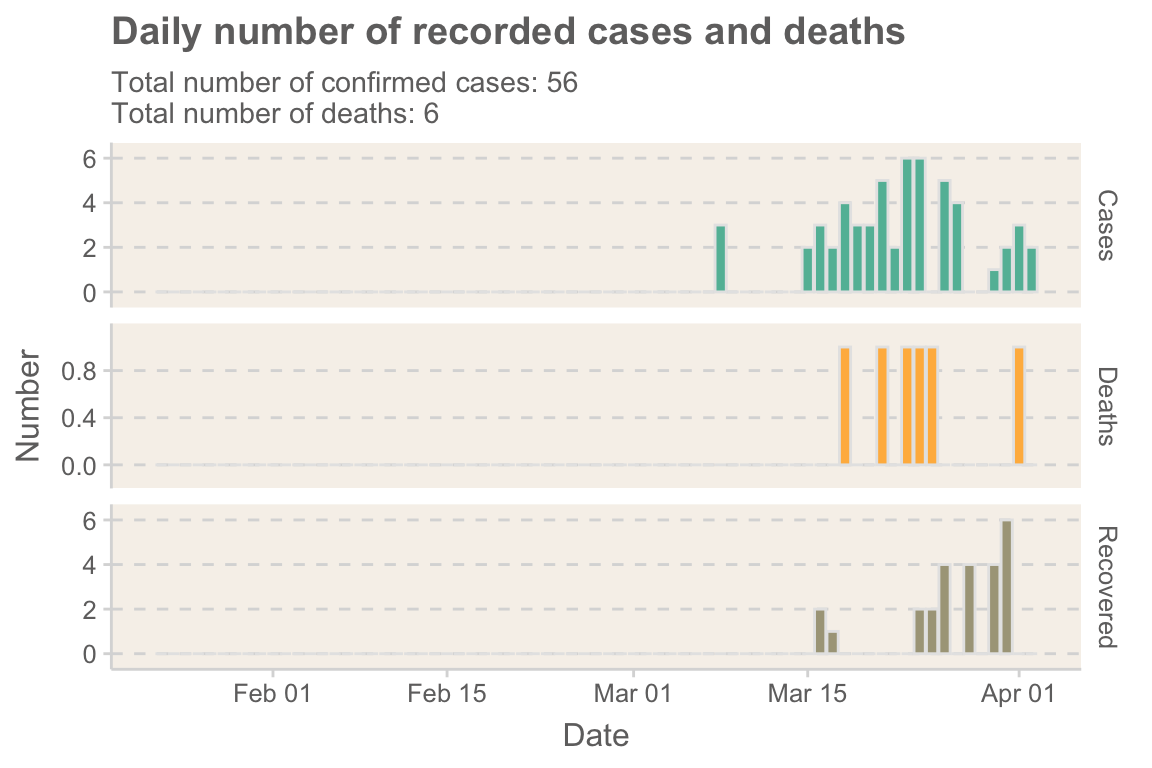 Daily number of recorded cases and deaths
Total number of confirmed cases: 56
Total number of deaths: 6
6
4
2
0
Cases
Number
0.8
0.4
0.0
Deaths
6
4
2
0
Recovered
Feb 01 Feb 15 Mar 01 Mar 15 Apr 01
Date